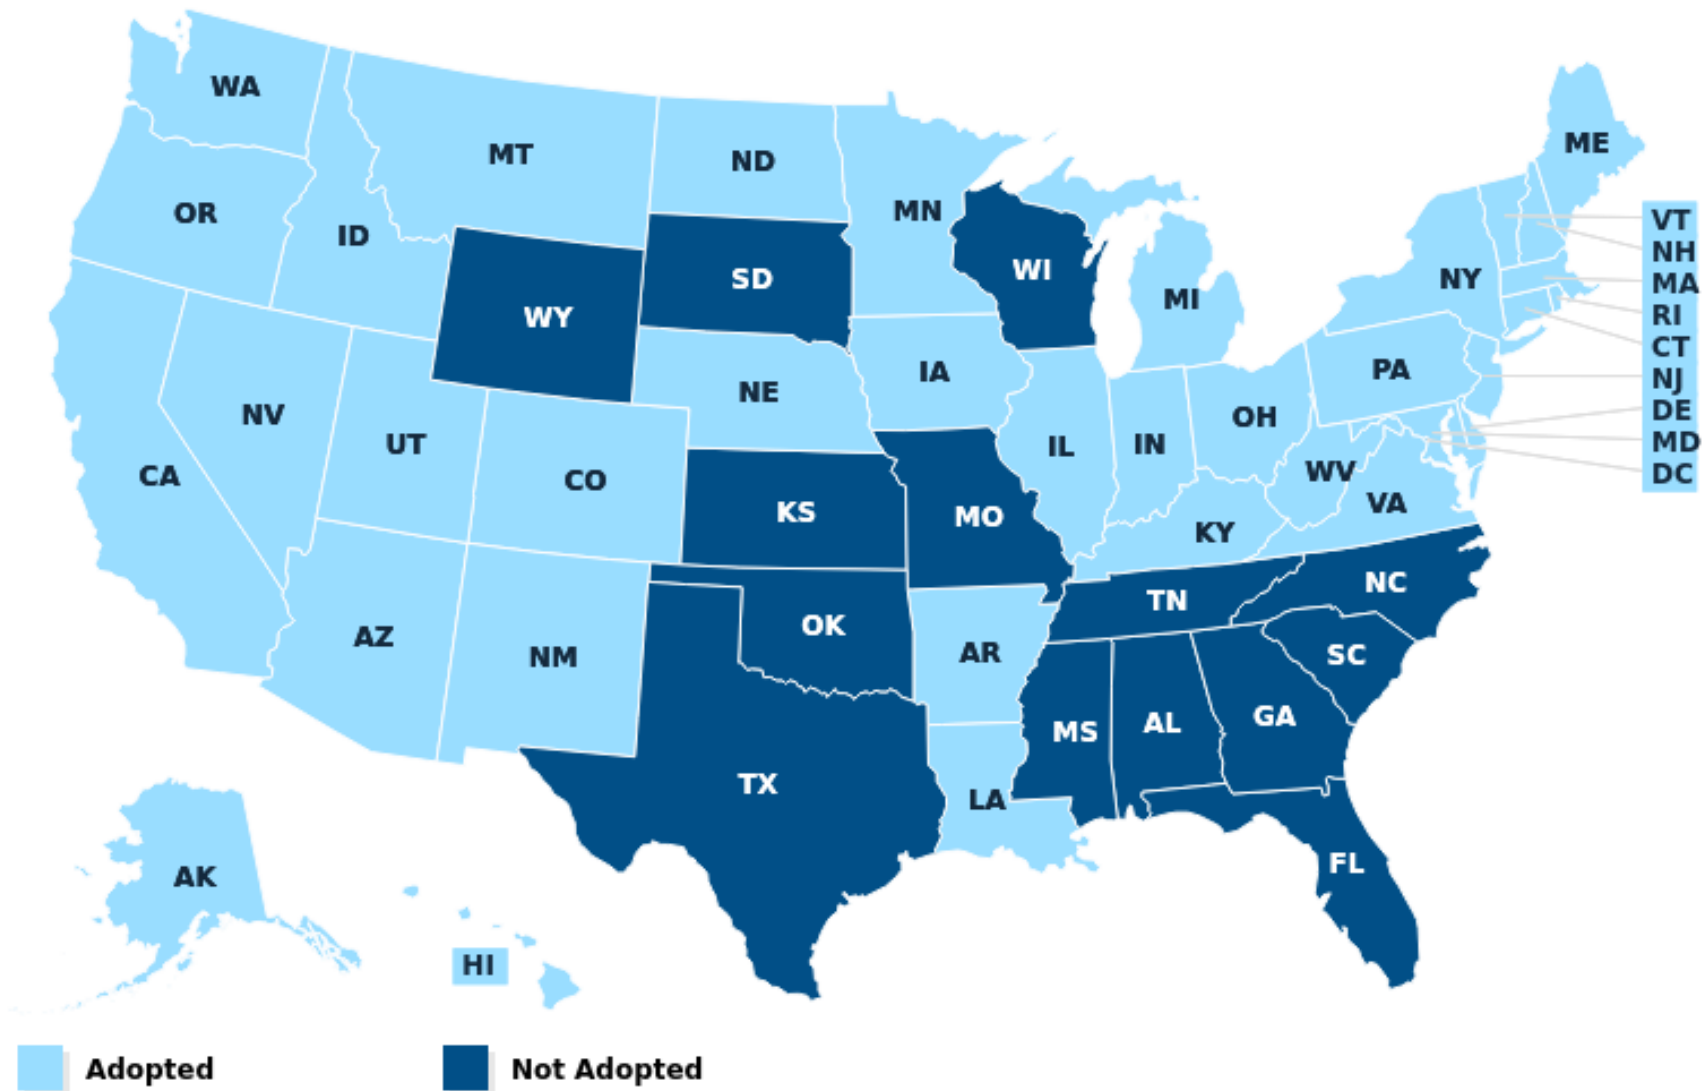 WA
MT
ND
ME
OR
ID
MN
VT
NH
WI
SD
NY
MA
MI
RI
WY
CT
IA
PA
NJ
NE
DE
NV
OH
UT
IL
IN
MD
CA
CO
WV
DC
VA
KS
MO
KY
NC
TN
OK
AZ
NM
AR
SC
GA
MS
AL
TX
LA
FL
AK
HI
Adopted
Not Adopted